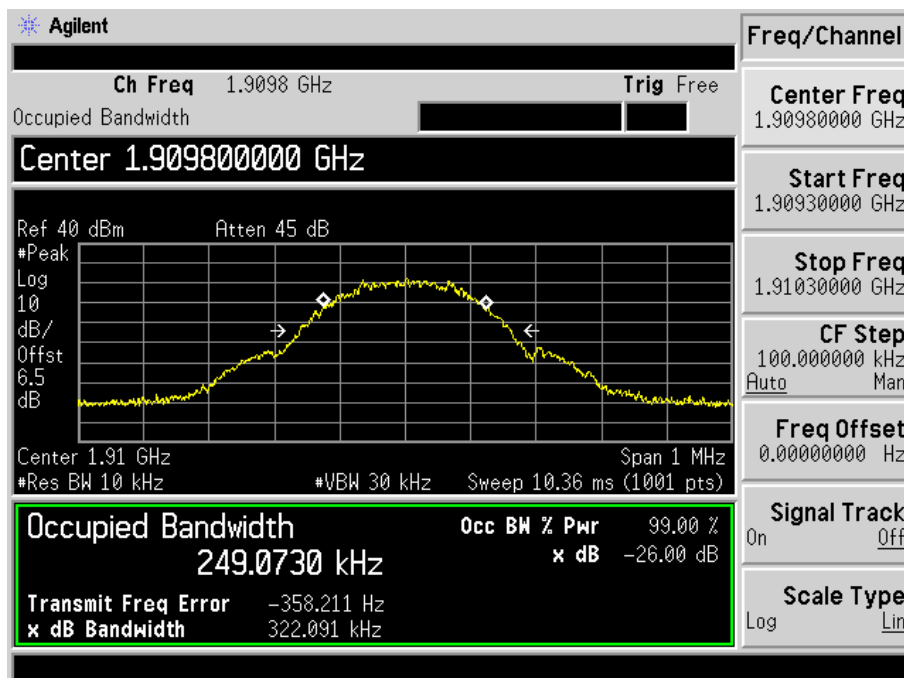 Agilent
Ch Freq 1.9098 GHz Trig Free
Occupied Bandwidth
Center 1.909800000 GHz
Ref 40 dBm Atten 45 dB
#Peak
Log
10
dB/
Offst
6.5
dB
Center 1.91 GHz Span 1 MHz
#Res BW 10 kHz #VBW 30 kHz Sweep 10.36 ms (1001 pts)
Occupied Bandwidth
249.0730 kHz
Occ BW % Pwr 99.00 %
x dB -26.00 dB
Transmit Freq Error -358.211 Hz
x dB Bandwidth 322.091 kHz
Freq/Channel
Center Freq
1.90980000 GHz
Start Freq
1.90930000 GHz
Stop Freq
1.91030000 GHz
CF Step
100.000000 kHz
Auto Man
Freq Offset
0.00000000 Hz
Signal Track
On Off
Scale Type
Log Lin